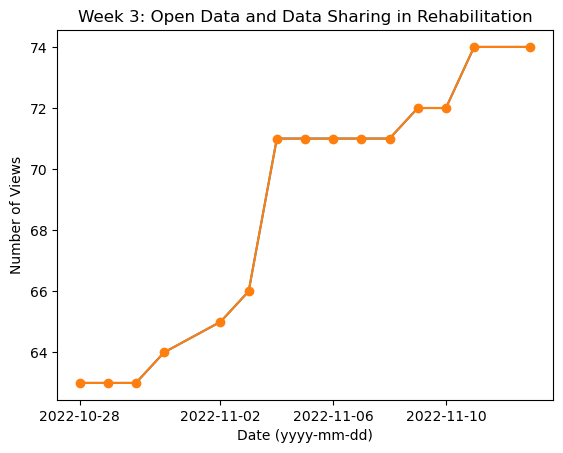 Week 3: Open Data and Data Sharing in Rehabilitation
74
72
70
68
66
64
Number of Views
2022-10-28 2022-11-02 2022-11-06 2022-11-10
Date (yyyy-mm-dd)